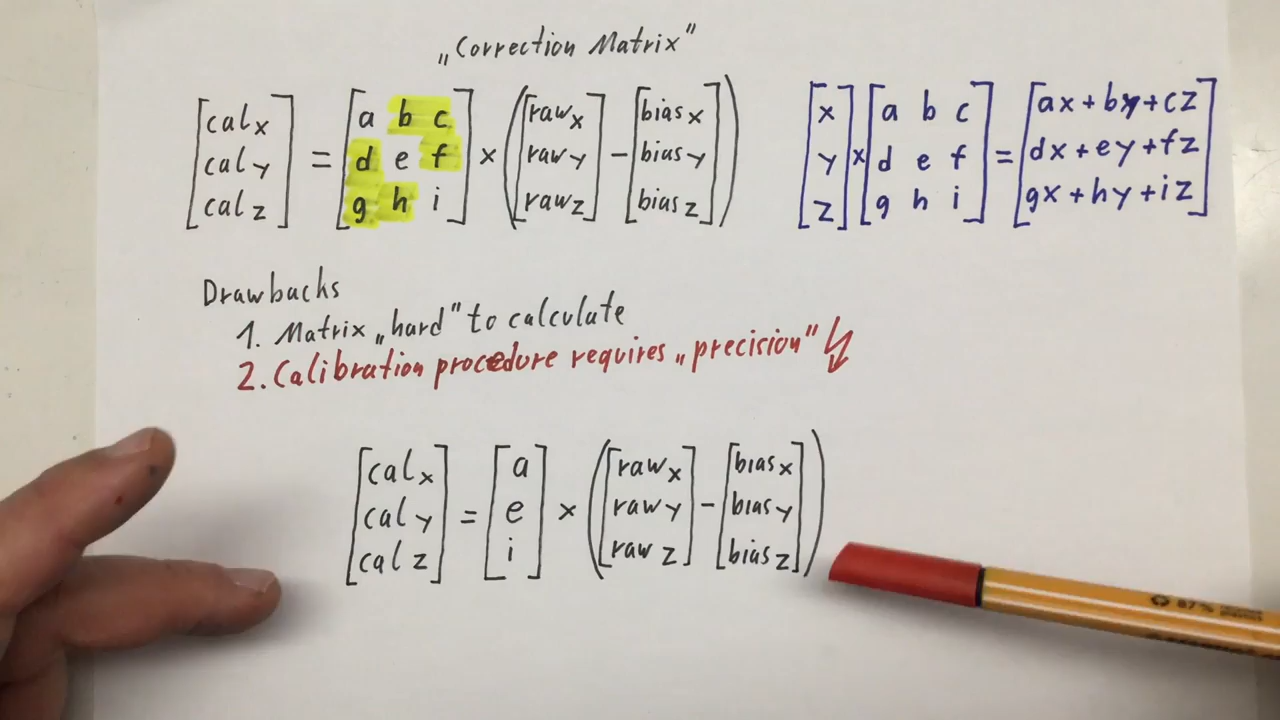 „Correction Matrix"
[cal x] = [a b c] × ([raw x] − [bias x])
[cal y] [d e f] [raw y] [bias y]
[cal z] [g h i] [raw z] [bias z]
[x] × [a b c] = [ax + by + cz]
[y] [d e f] [dx + ey + fz]
[z] [g h i] [gx + hy + iz]
Drawbacks
1. Matrix „hard" to calculate
2. Calibration procedure requires „precision"
[cal x] = [a] × ([raw x] − [bias x])
[cal y] [e] [raw y] [bias y]
[cal z] [i] [raw z] [bias z]
87%